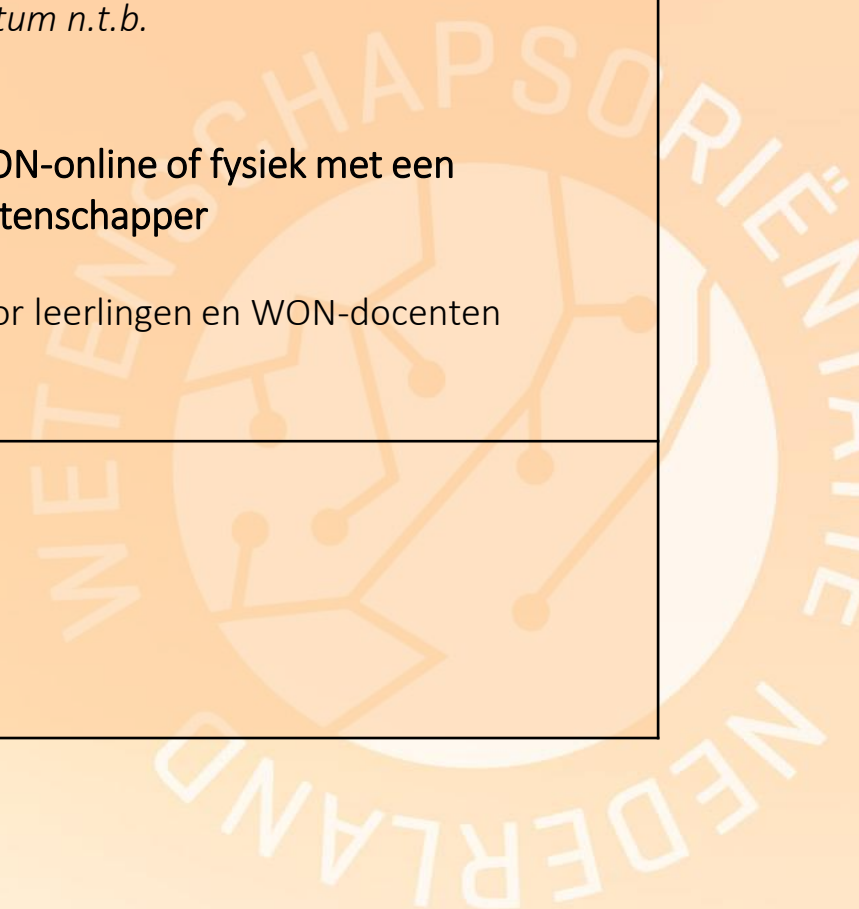 tum n.t.b.
ON-online of fysiek met een
tenschapper
or leerlingen en WON-docenten
WETENSCHAPSORIËNTATIE
NEDERLAND